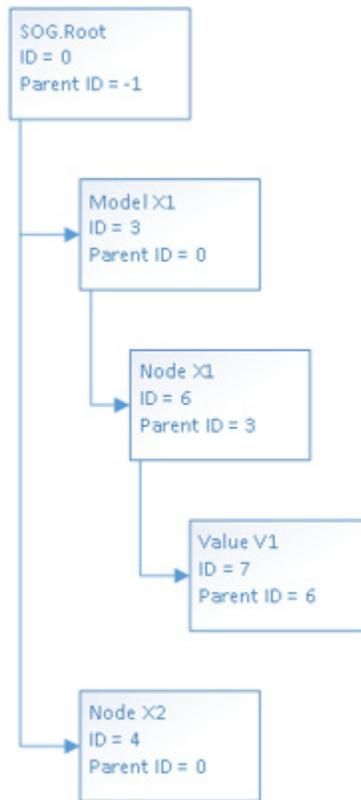 SOG.Root
ID = 0
Parent ID = -1
Model X1
ID = 3
Parent ID = 0
Node X1
ID = 6
Parent ID = 3
Value V1
ID = 7
Parent ID = 6
Node X2
ID = 4
Parent ID = 0